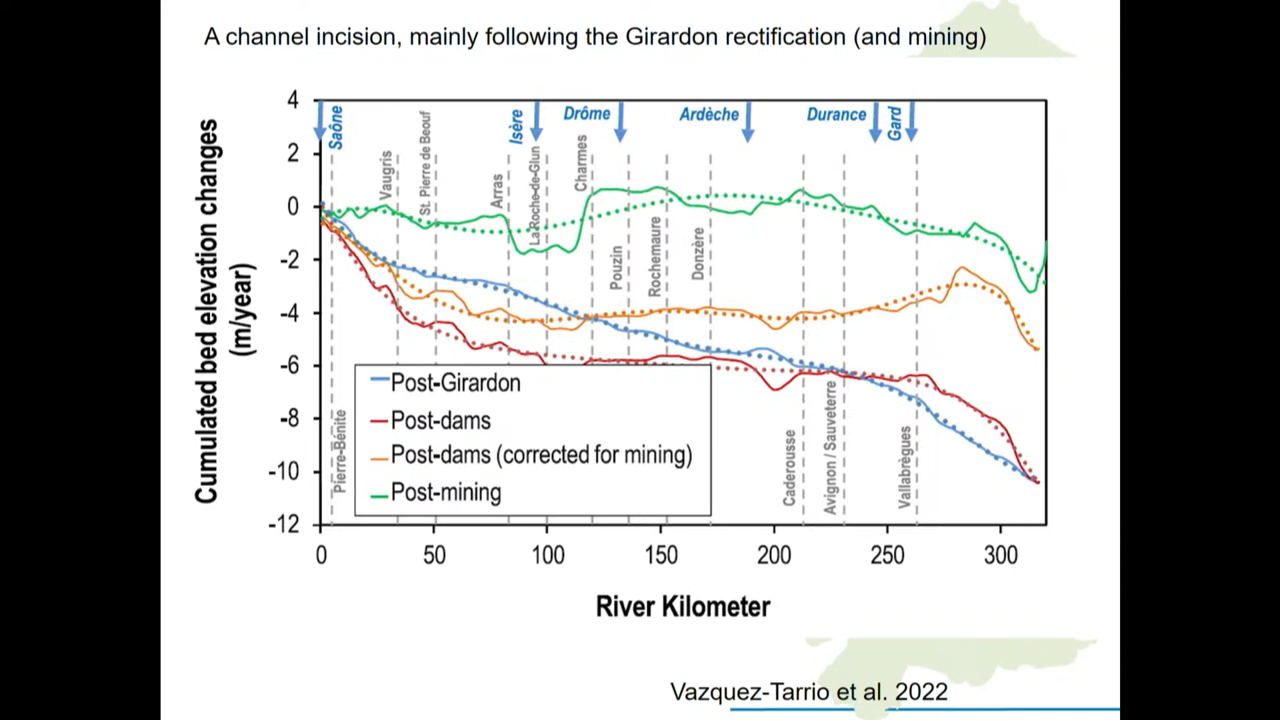 A channel incision, mainly following the Girardon rectification (and mining)
Cumulated bed elevation changes
(m/year)
4
2
0
-2
-4
-6
-8
-10
-12
Saône
Isère
Drôme
Ardèche
Durance
Gard
Pierre-Bénite
Vaugris
St. Pierre de Beouf
Arras
La Roche-de-Glun
Charmes
Pouzin
Rochemaure
Donzère
Caderousse
Avignon / Sauveterre
Vallabrègues
Post-Girardon
Post-dams
Post-dams (corrected for mining)
Post-mining
0 50 100 150 200 250 300
River Kilometer
Vazquez-Tarrio et al. 2022